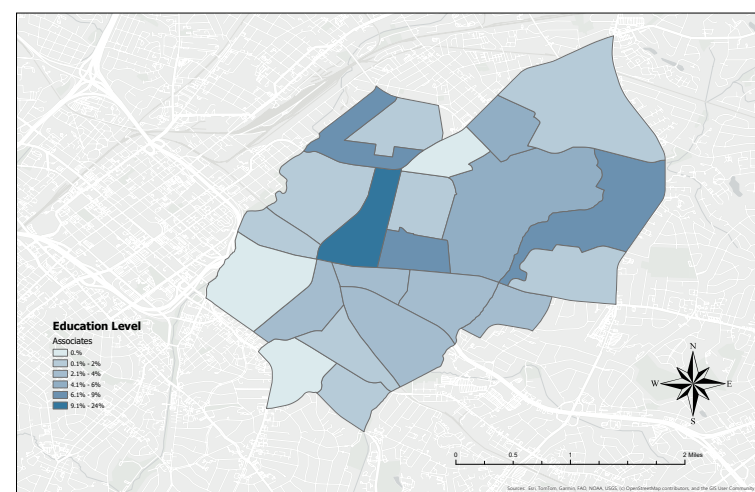 Education Level
Associates
0.%
0.1% - 2%
2.1% - 4%
4.1% - 6%
6.1% - 9%
9.1% - 24%
N
W
E
S
0
0.5
1
2 Miles
Sources: Esri, TomTom, Garmin, FAO, NOAA, USGS, (c) OpenStreetMap contributors, and the GIS User Community